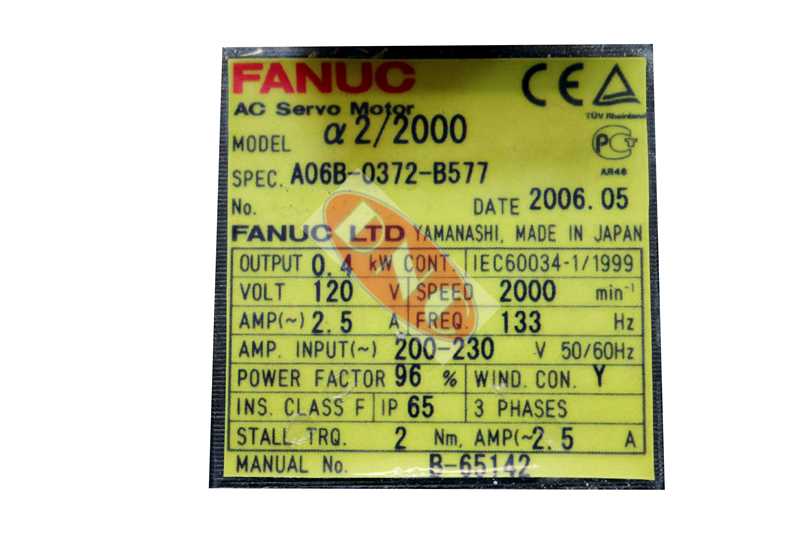 FANUC
CE
TÜV Rheinland
AC Servo Motor
MODEL α2/2000
PCT
AR46
SPEC. A06B-0372-B577
No. DATE 2006.05
FANUC LTD YAMANASHI, MADE IN JAPAN
OUTPUT 0.4 kW CONT. IEC60034-1/1999
VOLT 120 V SPEED 2000 min⁻¹
AMP(~) 2.5 A FREQ. 133 Hz
AMP. INPUT(~) 200-230 V 50/60Hz
POWER FACTOR 96 % WIND. CON. Y
INS. CLASS F IP 65 3 PHASES
STALL TRQ. 2 Nm, AMP(~ 2.5 A
MANUAL No. B-65142